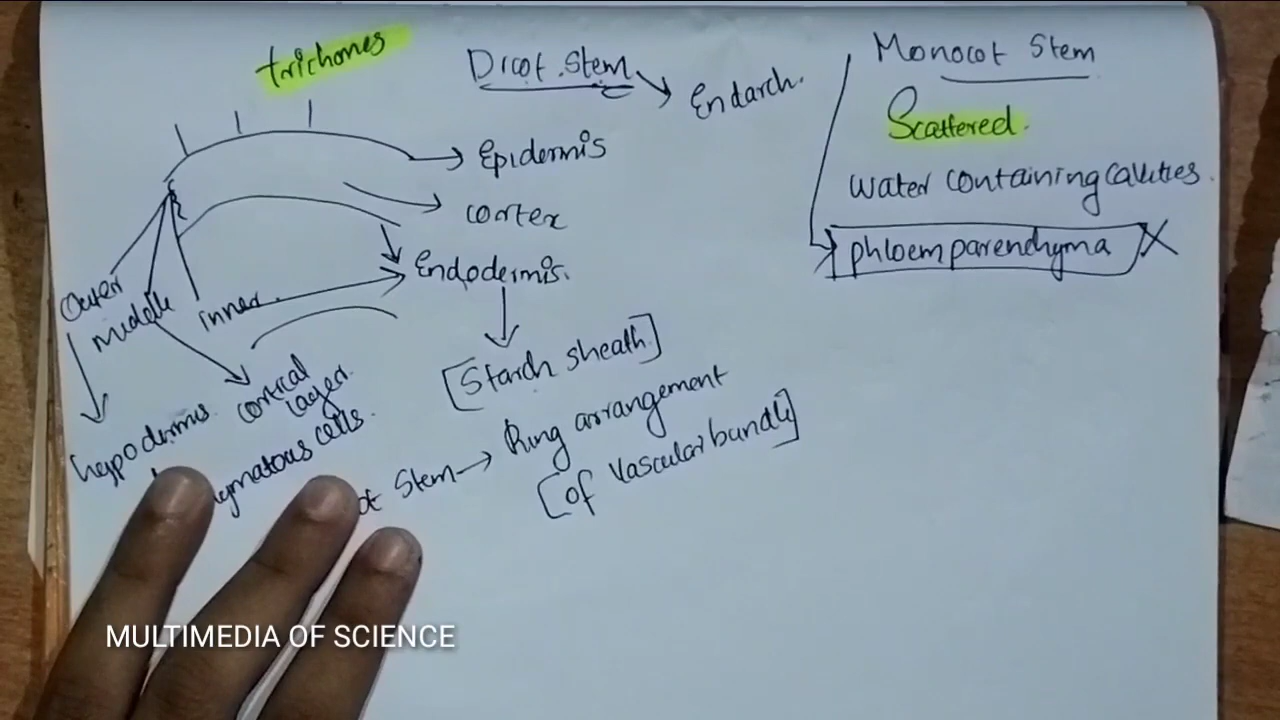 trichomes
Dicot Stem
Endarch.
Epidermis
cortex
Endodermis.
outer
middle
inner
[Starch sheath]
hypodermis
cortical
layer.
cells.
Stem → Ring arrangement
[of vascular bundle]
Monocot Stem
Scattered.
water containing cavities.
phloem parenchyma X
MULTIMEDIA OF SCIENCE